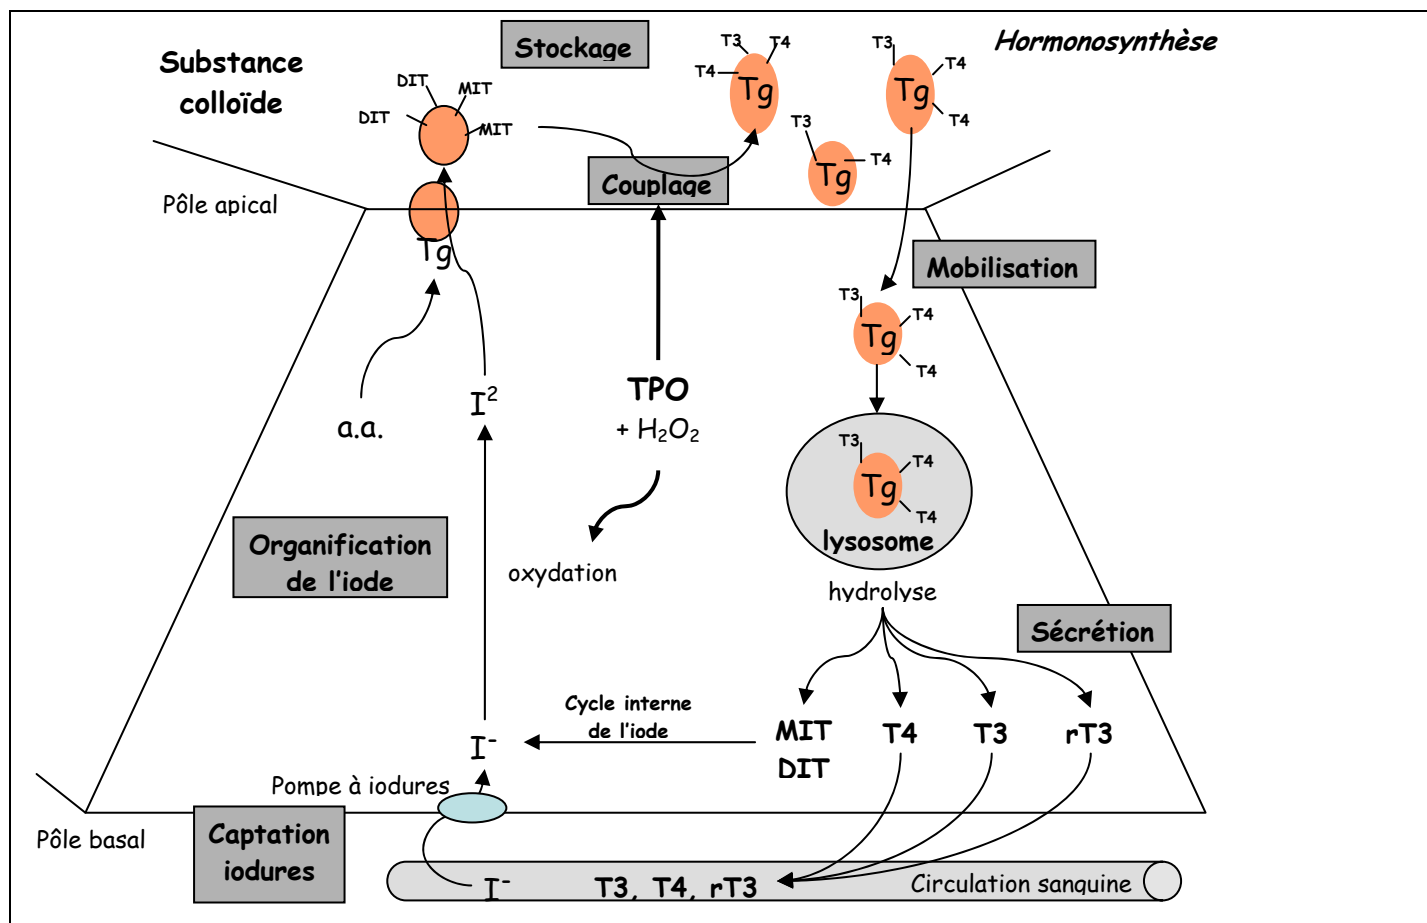 Hormonosynthèse
Substance
colloïde
Stockage
DIT
MIT
DIT
MIT
T3
T4
T4
Tg
T3
T4
Tg
T4
T3
T4
Tg
Couplage
Pôle apical
Tg
Mobilisation
T3
T4
Tg
T4
I²
a.a.
TPO
+ H₂O₂
T3
T4
Tg
T4
lysosome
Organification
de l'iode
oxydation
hydrolyse
Sécrétion
Cycle interne
de l'iode
MIT
DIT
T4
T3
rT3
I⁻
Pompe à iodures
Pôle basal
Captation
iodures
I⁻
T3, T4, rT3
Circulation sanguine